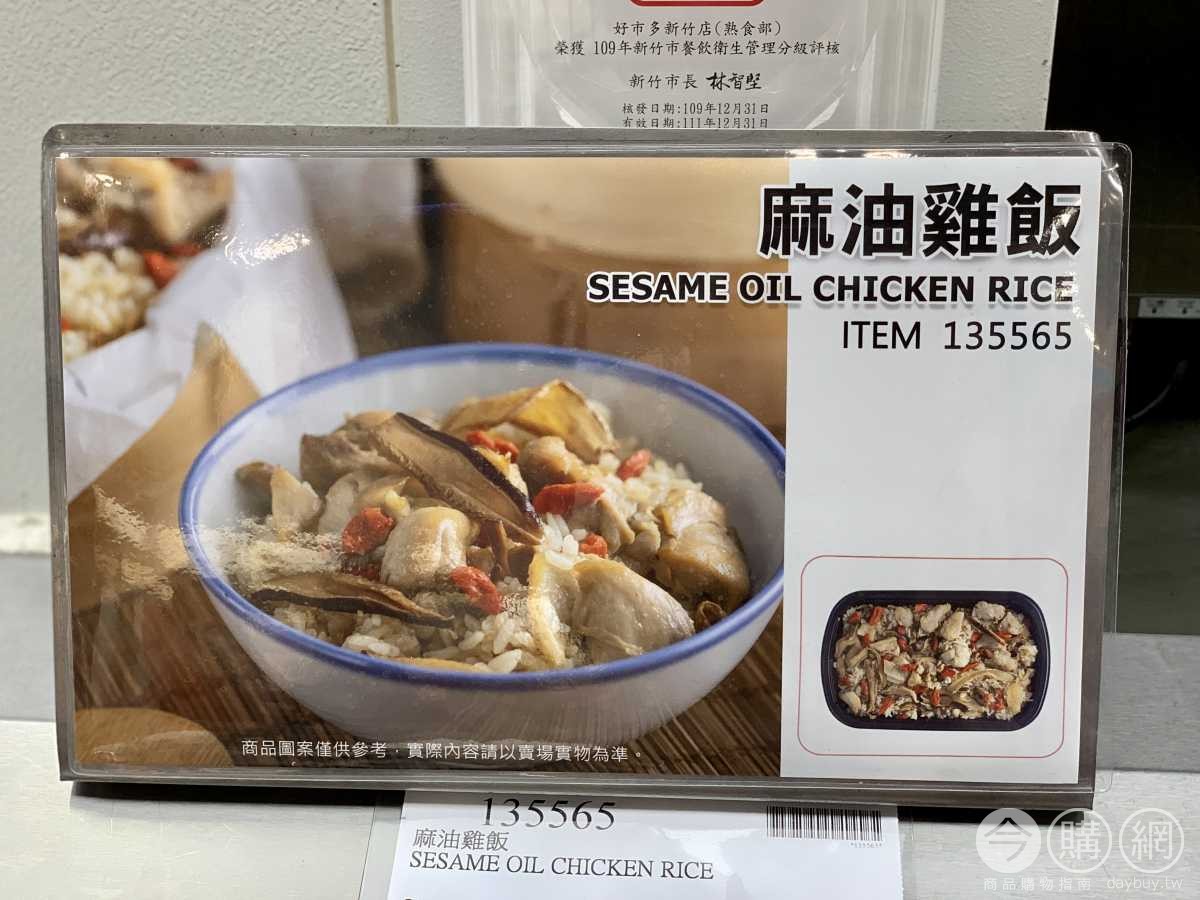 好市多新竹店(熟食部)
榮獲 109年新竹市餐飲衛生管理分級評核
新竹市長 林智堅
核發日期:109年12月31日
有效日期:111年12月31日
麻油雞飯
SESAME OIL CHICKEN RICE
ITEM 135565
商品圖案僅供參考，實際內容請以賣場實物為準。
135565
麻油雞飯
SESAME OIL CHICKEN RICE
*135565*
今購網
商品購物指南 daybuy.tw